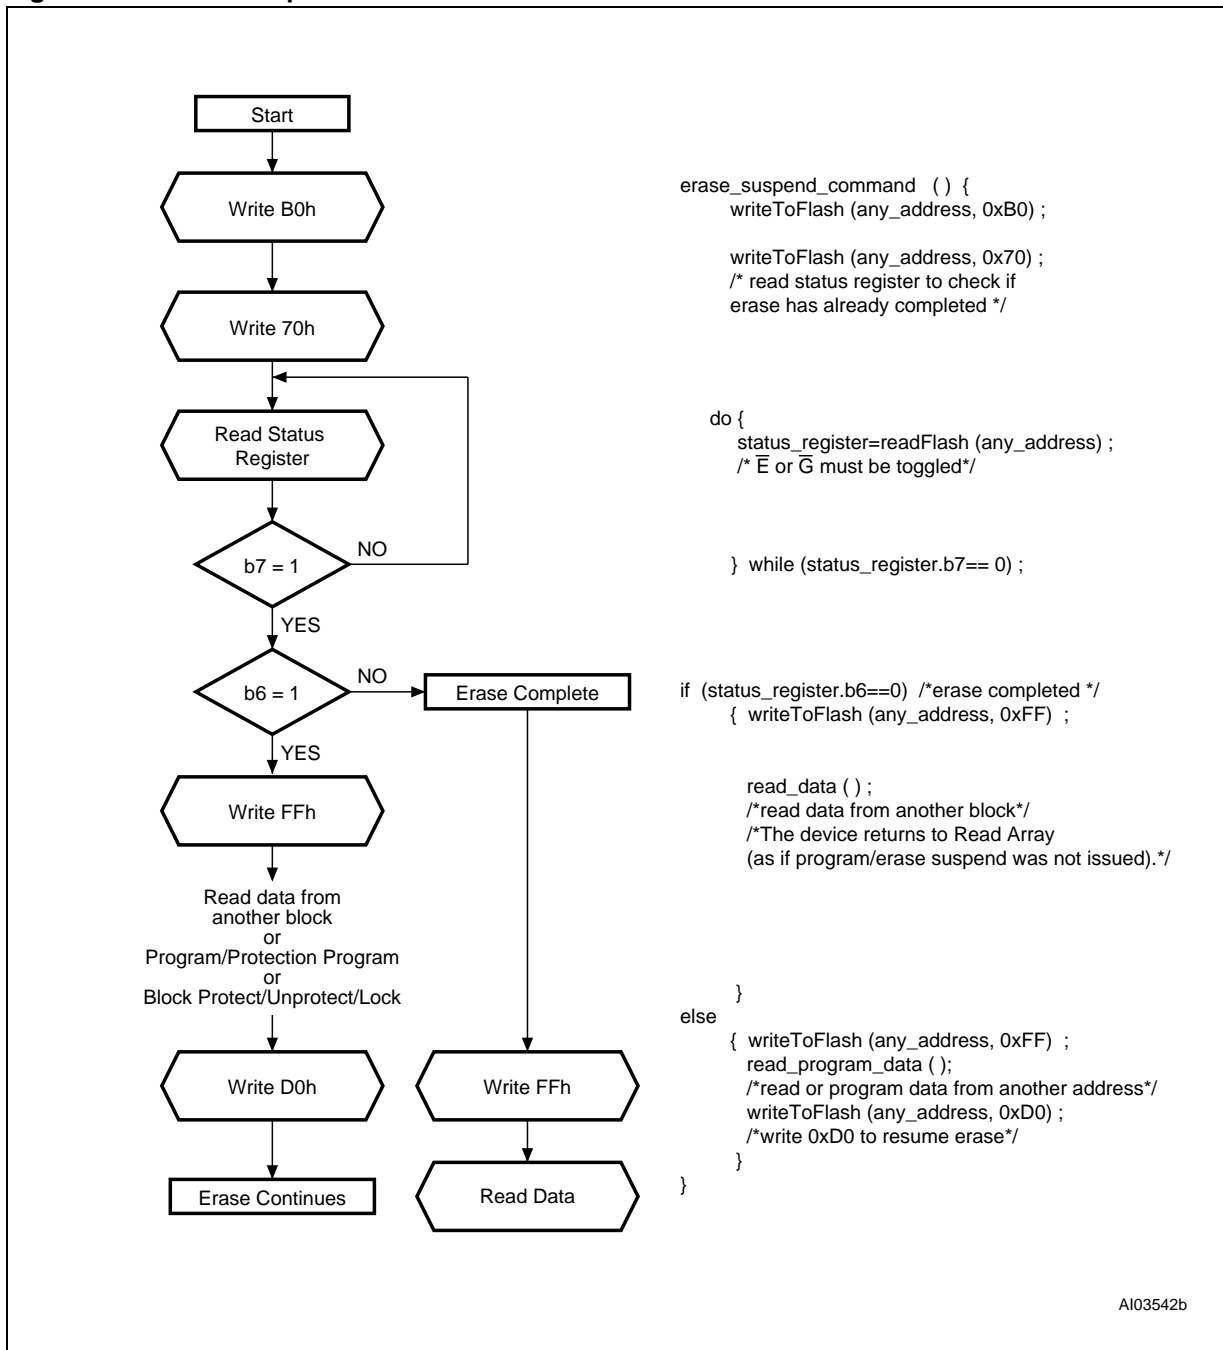 Start
Write B0h
Write 70h
Read Status
Register
b7 = 1
NO
YES
b6 = 1
NO
Erase Complete
YES
Write FFh
Read data from
another block
or
Program/Protection Program
or
Block Protect/Unprotect/Lock
Write D0h
Write FFh
Erase Continues
Read Data
erase_suspend_command ( ) {
writeToFlash (any_address, 0xB0) ;
writeToFlash (any_address, 0x70) ;
/* read status register to check if
erase has already completed */
do {
status_register=readFlash (any_address) ;
/* E̅ or G̅ must be toggled*/
} while (status_register.b7== 0) ;
if (status_register.b6==0) /*erase completed */
{ writeToFlash (any_address, 0xFF) ;
read_data ( ) ;
/*read data from another block*/
/*The device returns to Read Array
(as if program/erase suspend was not issued).*/
}
else
{ writeToFlash (any_address, 0xFF) ;
read_program_data ( );
/*read or program data from another address*/
writeToFlash (any_address, 0xD0) ;
/*write 0xD0 to resume erase*/
}
}
AI03542b